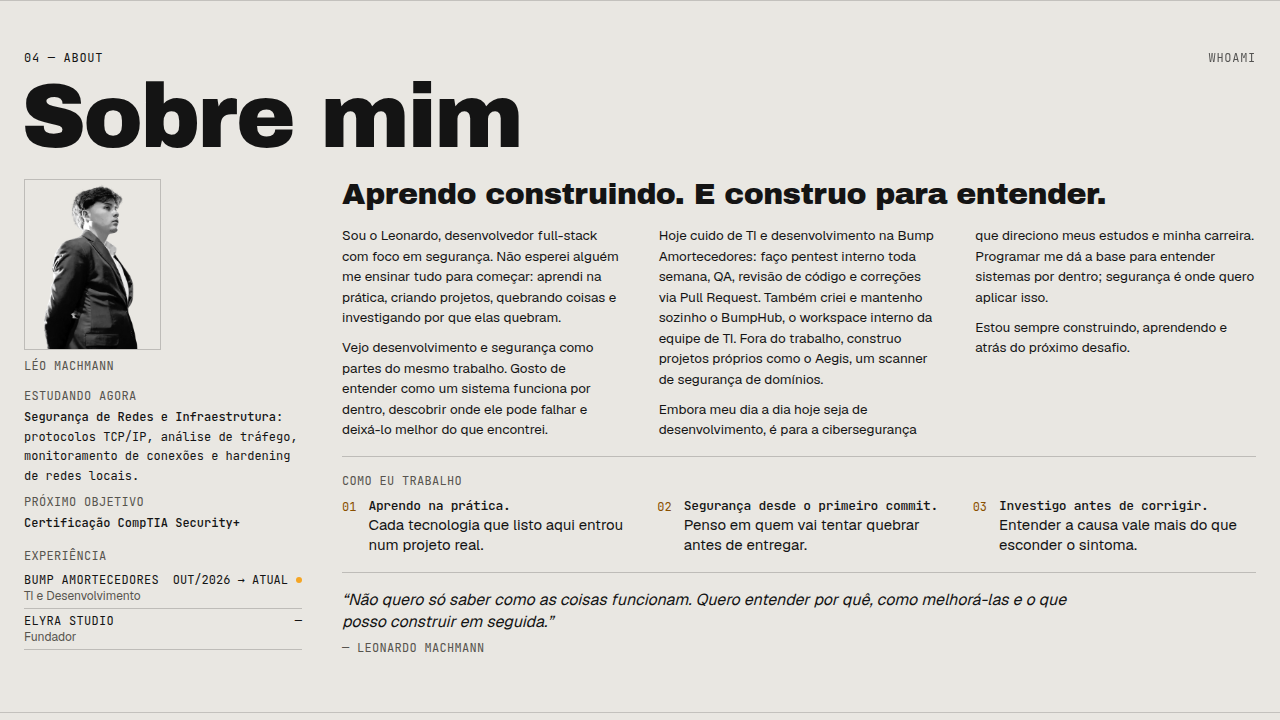 04 — ABOUT
WHOAMI
Sobre mim
LÉO MACHMANN
ESTUDANDO AGORA
Segurança de Redes e Infraestrutura:
protocolos TCP/IP, análise de tráfego,
monitoramento de conexões e hardening
de redes locais.
PRÓXIMO OBJETIVO
Certificação CompTIA Security+
EXPERIÊNCIA
BUMP AMORTECEDORES OUT/2026 → ATUAL
TI e Desenvolvimento
ELYRA STUDIO —
Fundador
Aprendo construindo. E construo para entender.
Sou o Leonardo, desenvolvedor full-stack
com foco em segurança. Não esperei alguém
me ensinar tudo para começar: aprendi na
prática, criando projetos, quebrando coisas e
investigando por que elas quebram.
Vejo desenvolvimento e segurança como
partes do mesmo trabalho. Gosto de
entender como um sistema funciona por
dentro, descobrir onde ele pode falhar e
deixá-lo melhor do que encontrei.
Hoje cuido de TI e desenvolvimento na Bump
Amortecedores: faço pentest interno toda
semana, QA, revisão de código e correções
via Pull Request. Também criei e mantenho
sozinho o BumpHub, o workspace interno da
equipe de TI. Fora do trabalho, construo
projetos próprios como o Aegis, um scanner
de segurança de domínios.
Embora meu dia a dia hoje seja de
desenvolvimento, é para a cibersegurança
que direciono meus estudos e minha carreira.
Programar me dá a base para entender
sistemas por dentro; segurança é onde quero
aplicar isso.
Estou sempre construindo, aprendendo e
atrás do próximo desafio.
COMO EU TRABALHO
01 Aprendo na prática.
Cada tecnologia que listo aqui entrou
num projeto real.
02 Segurança desde o primeiro commit.
Penso em quem vai tentar quebrar
antes de entregar.
03 Investigo antes de corrigir.
Entender a causa vale mais do que
esconder o sintoma.
“Não quero só saber como as coisas funcionam. Quero entender por quê, como melhorá-las e o que
posso construir em seguida.”
— LEONARDO MACHMANN